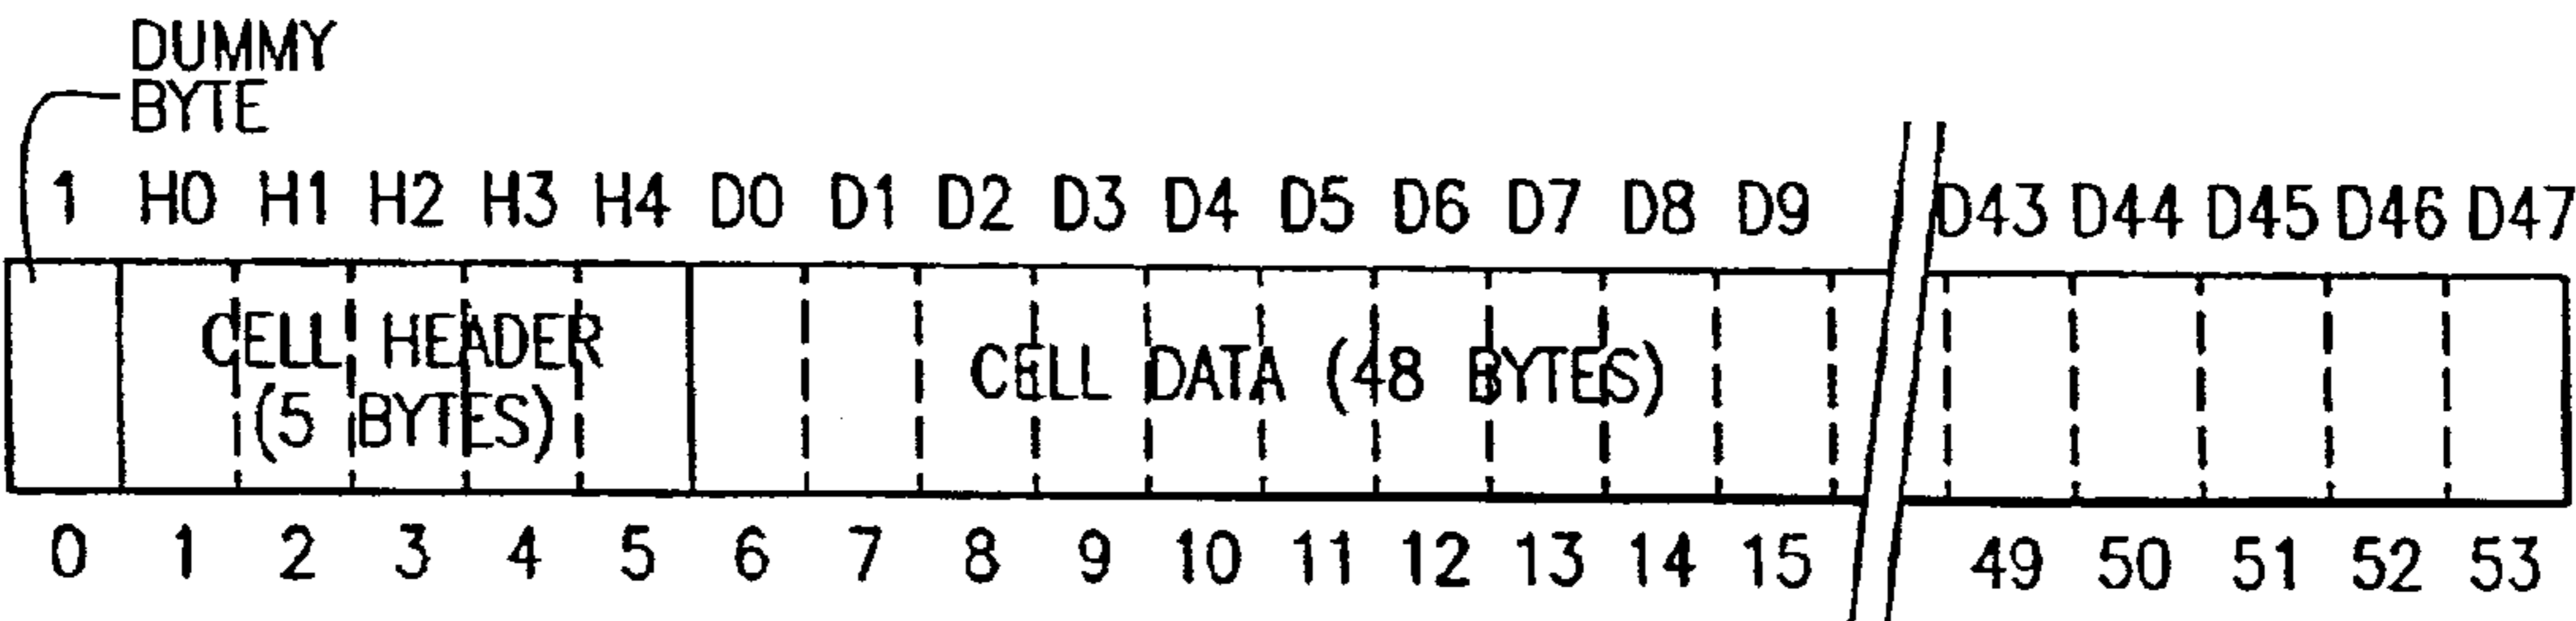 DUMMY
BYTE
1 H0 H1 H2 H3 H4 D0 D1 D2 D3 D4 D5 D6 D7 D8 D9 D43 D44 D45 D46 D47
CELL HEADER
(5 BYTES)
CELL DATA (48 BYTES)
0 1 2 3 4 5 6 7 8 9 10 11 12 13 14 15 49 50 51 52 53